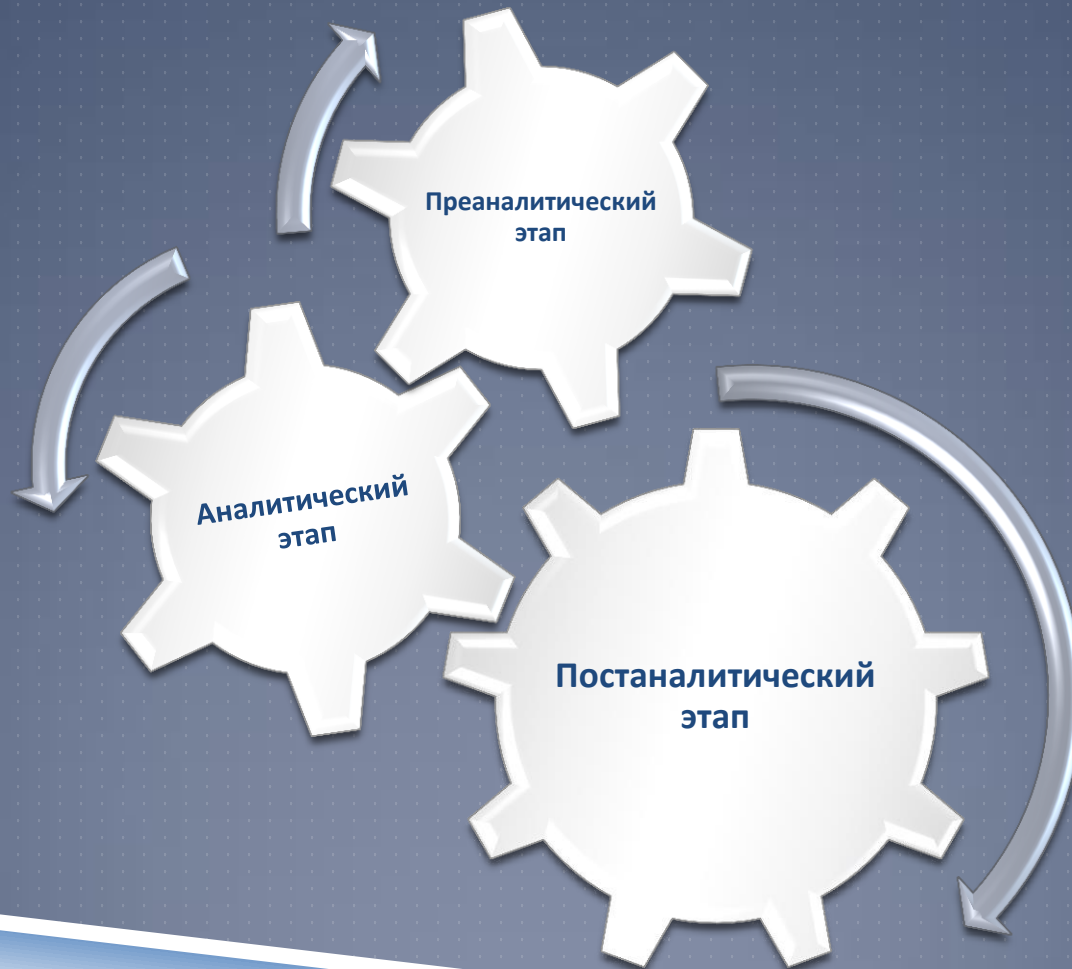 Преаналитический
этап
Аналитический
этап
Постаналитический
этап